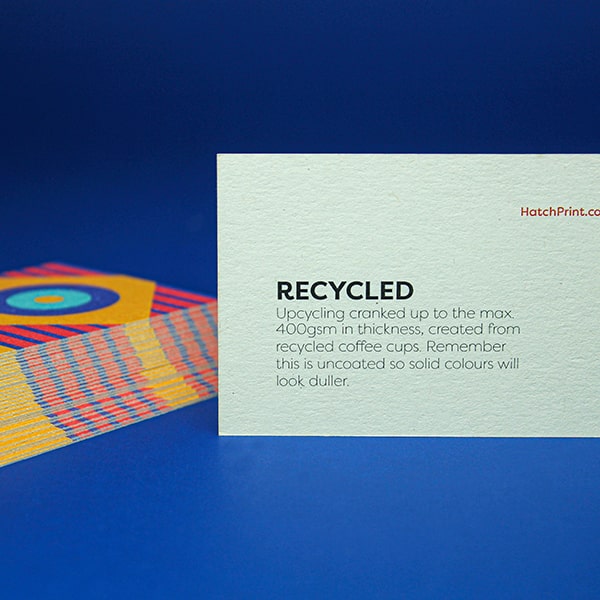 HatchPrint.co
RECYCLED
Upcycling cranked up to the max.
400gsm in thickness, created from
recycled coffee cups. Remember
this is uncoated so solid colours will
look duller.